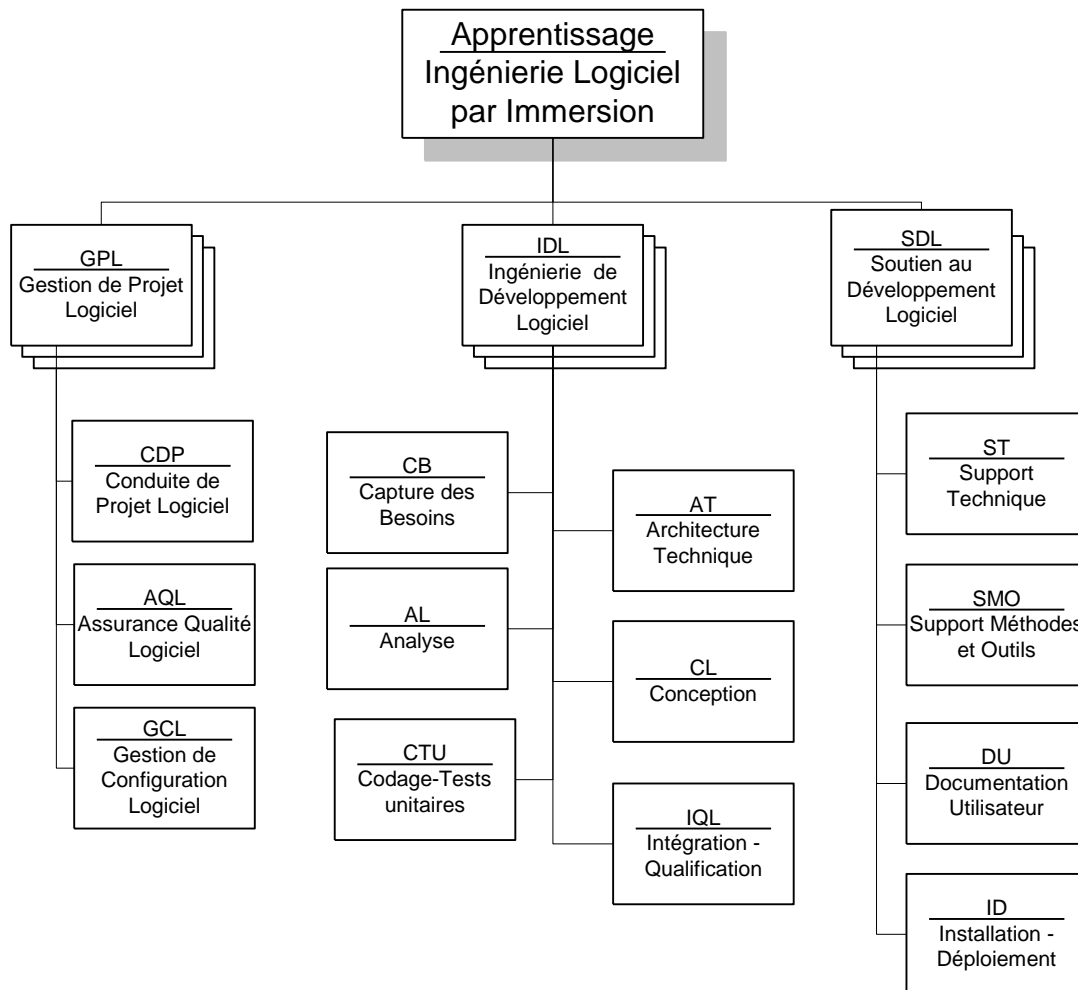 Apprentissage
Ingénierie Logiciel
par Immersion
GPL
Gestion de Projet
Logiciel
IDL
Ingénierie de
Développement
Logiciel
SDL
Soutien au
Développement
Logiciel
CDP
Conduite de
Projet Logiciel
AQL
Assurance Qualité
Logiciel
GCL
Gestion de
Configuration
Logiciel
CB
Capture des
Besoins
AL
Analyse
CTU
Codage-Tests
unitaires
AT
Architecture
Technique
CL
Conception
IQL
Intégration -
Qualification
ST
Support
Technique
SMO
Support Méthodes
et Outils
DU
Documentation
Utilisateur
ID
Installation -
Déploiement